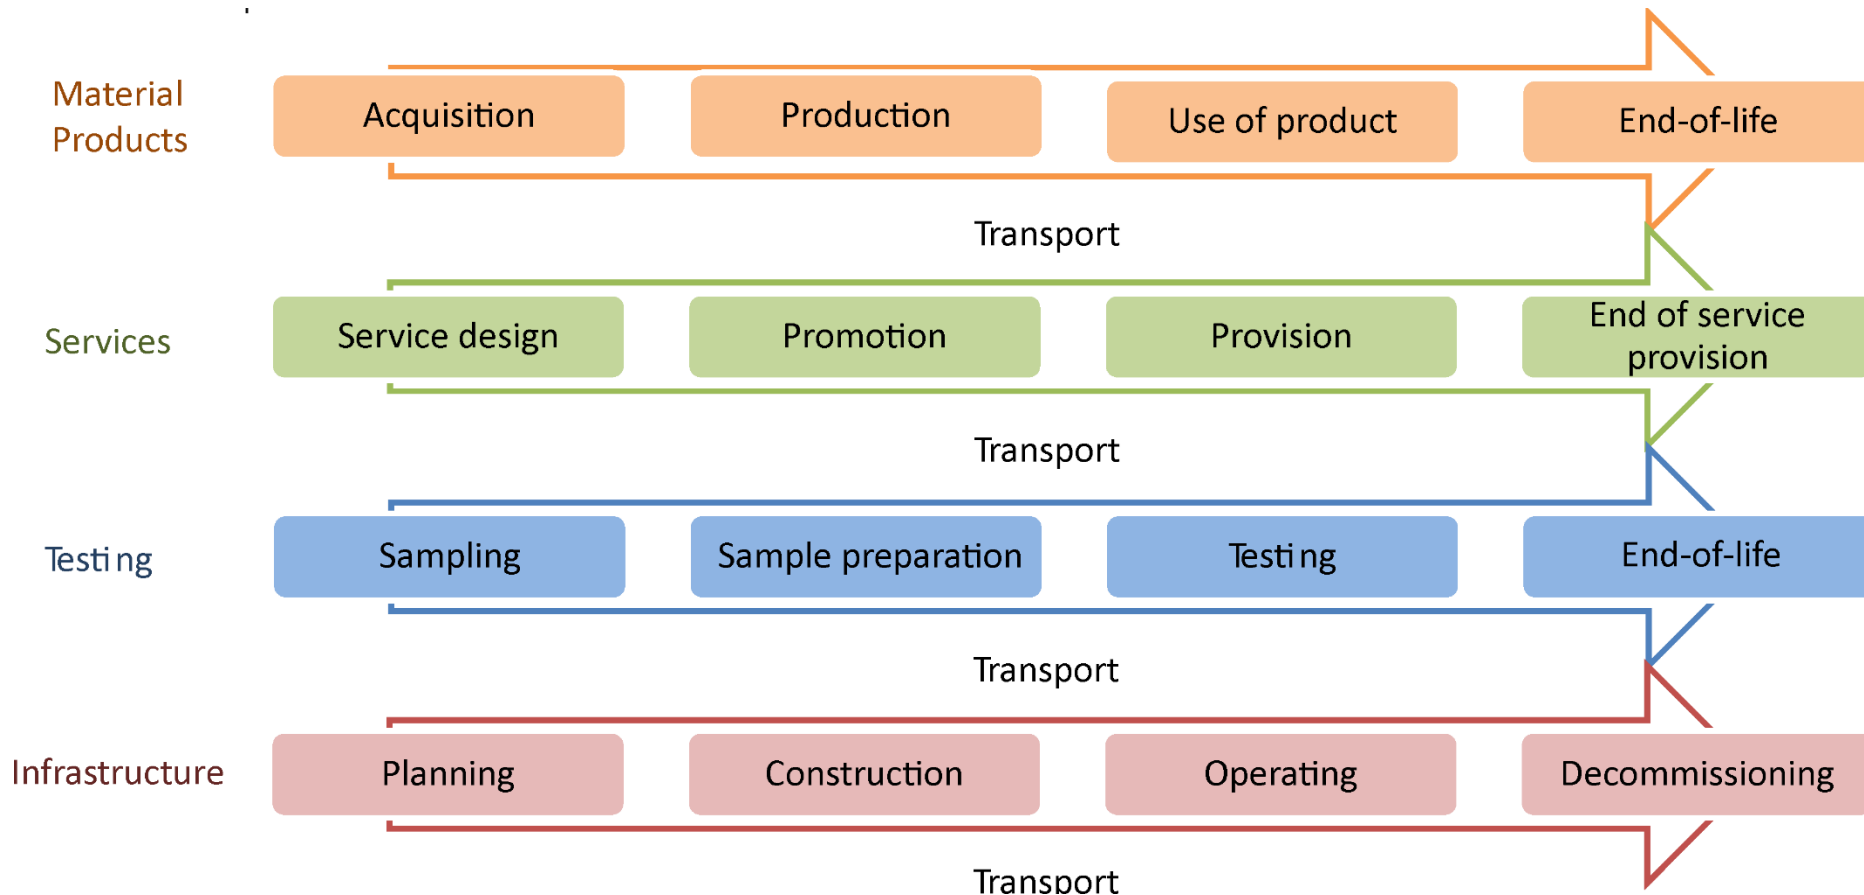 Material
Products
Acquisition
Production
Use of product
End-of-life
Transport
Services
Service design
Promotion
Provision
End of service
provision
Transport
Testing
Sampling
Sample preparation
Testing
End-of-life
Transport
Infrastructure
Planning
Construction
Operating
Decommissioning
Transport